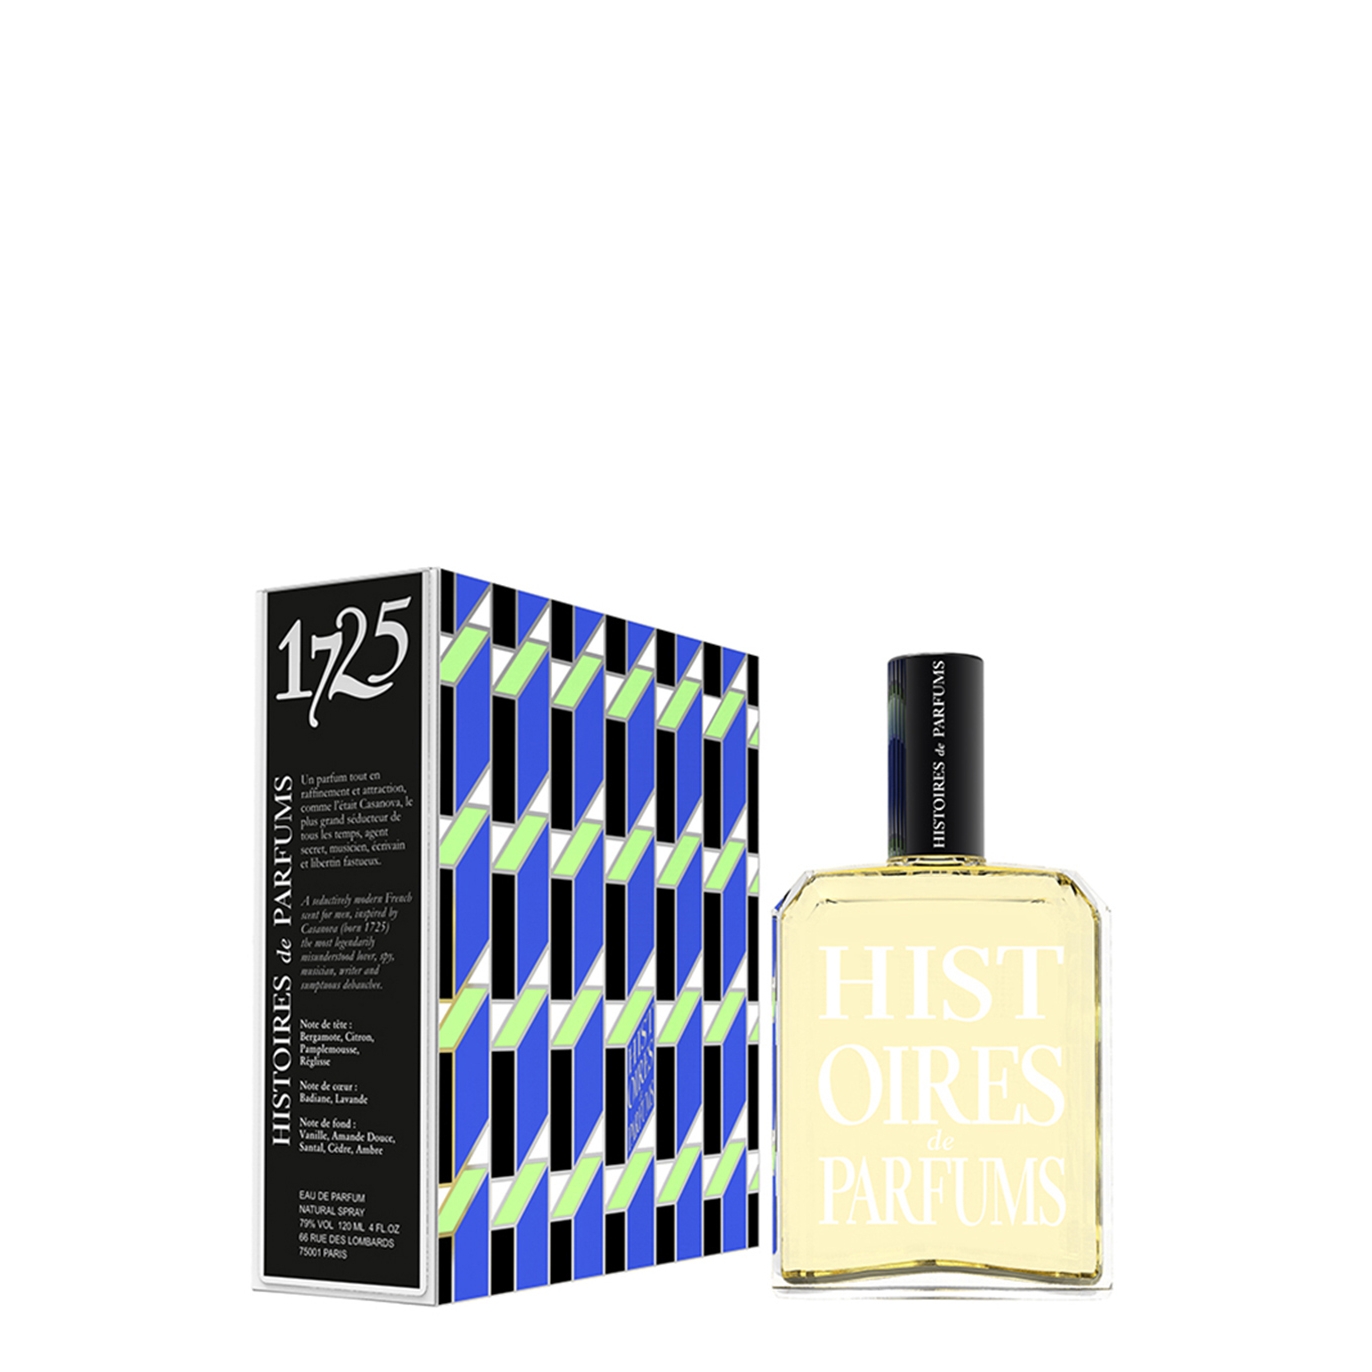 1725
HISTOIRES de PARFUMS
Un parfum tout en
raffinement et attraction,
comme l'était Casanova, le
plus grand séducteur de
tous les temps, agent
secret, musicien, écrivain
et libertin fastueux.
A seductively modern French
scent for men, inspired by
Casanova (born 1725)
the most legendarily
misunderstood lover, spy,
musician, writer and
sumptuous debauchee.
Note de tête :
Bergamote, Citron,
Pamplemousse,
Réglisse
Note de cœur :
Badiane, Lavande
Note de fond :
Vanille, Amande Douce,
Santal, Cèdre, Ambre
EAU DE PARFUM
NATURAL SPRAY
79% VOL 120 ML 4 FL.OZ
66 RUE DES LOMBARDS
75001 PARIS
HIST
OIRES
PARFUMS
HISTOIRES de PARFUMS
HIST
OIRES
de
PARFUMS